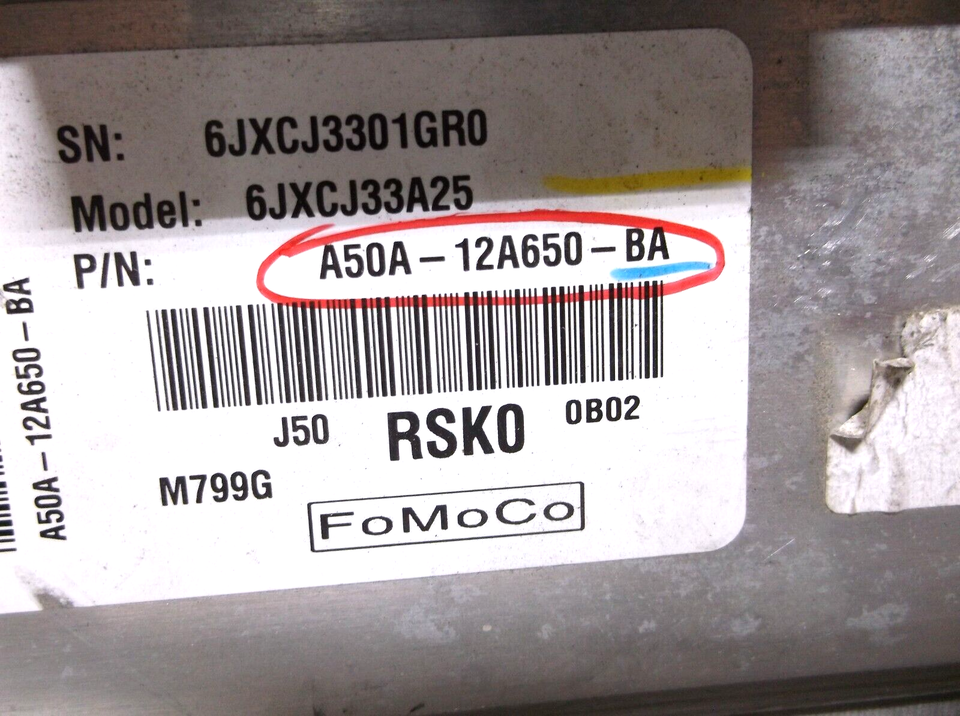 SN: 6JXCJ3301GR0
Model: 6JXCJ33A25
P/N: A50A-12A650-BA
J50 RSK0 0B02
M799G
FoMoCo
A50A-12A650-BA